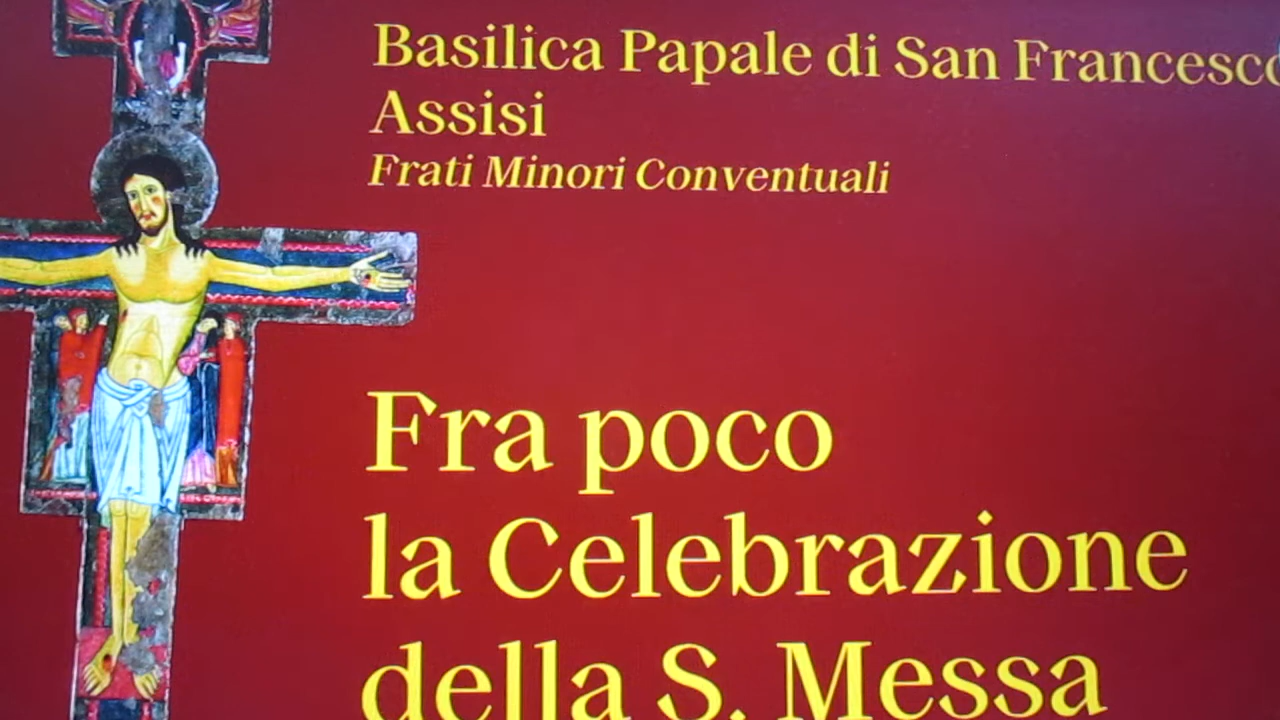 Basilica Papale di San Francesco
Assisi
Frati Minori Conventuali
Fra poco
la Celebrazione
della S. Messa